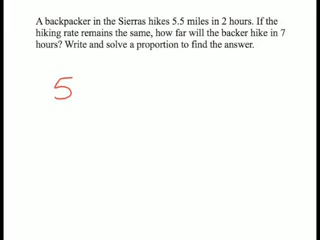 A backpacker in the Sierras hikes 5.5 miles in 2 hours. If the
hiking rate remains the same, how far will the backer hike in 7
hours? Write and solve a proportion to find the answer.
5